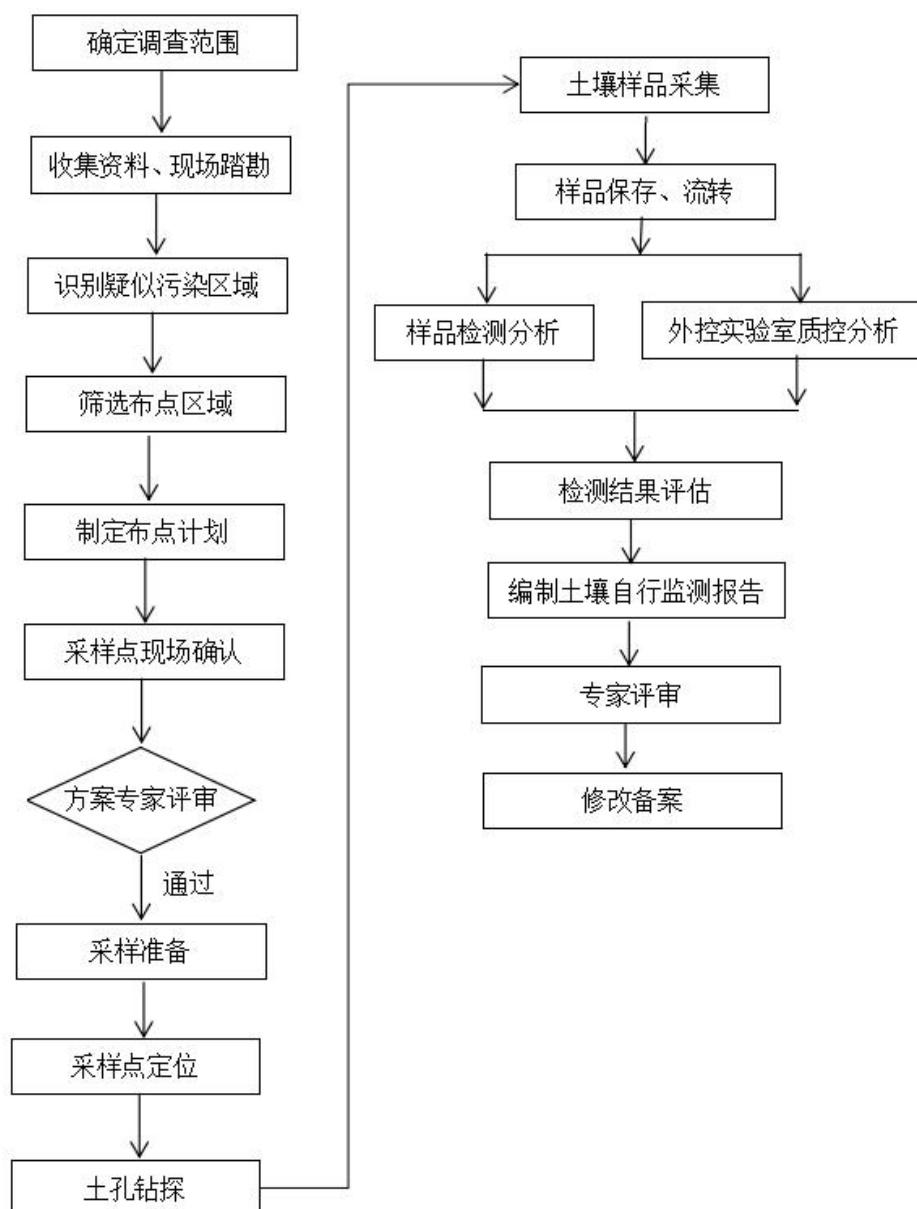 确定调查范围
收集资料、现场踏勘
识别疑似污染区域
筛选布点区域
制定布点计划
采样点现场确认
方案专家评审
通过
采样准备
采样点定位
土孔钻探
土壤样品采集
样品保存、流转
样品检测分析
外控实验室质控分析
检测结果评估
编制土壤自行监测报告
专家评审
修改备案